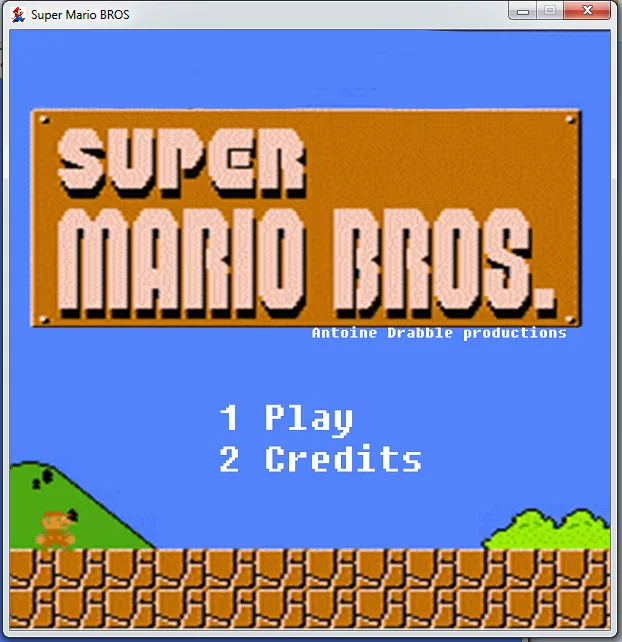 Super Mario BROS
SUPER
MARIO BROS.
Antoine Drabble productions
1 Play
2 Credits